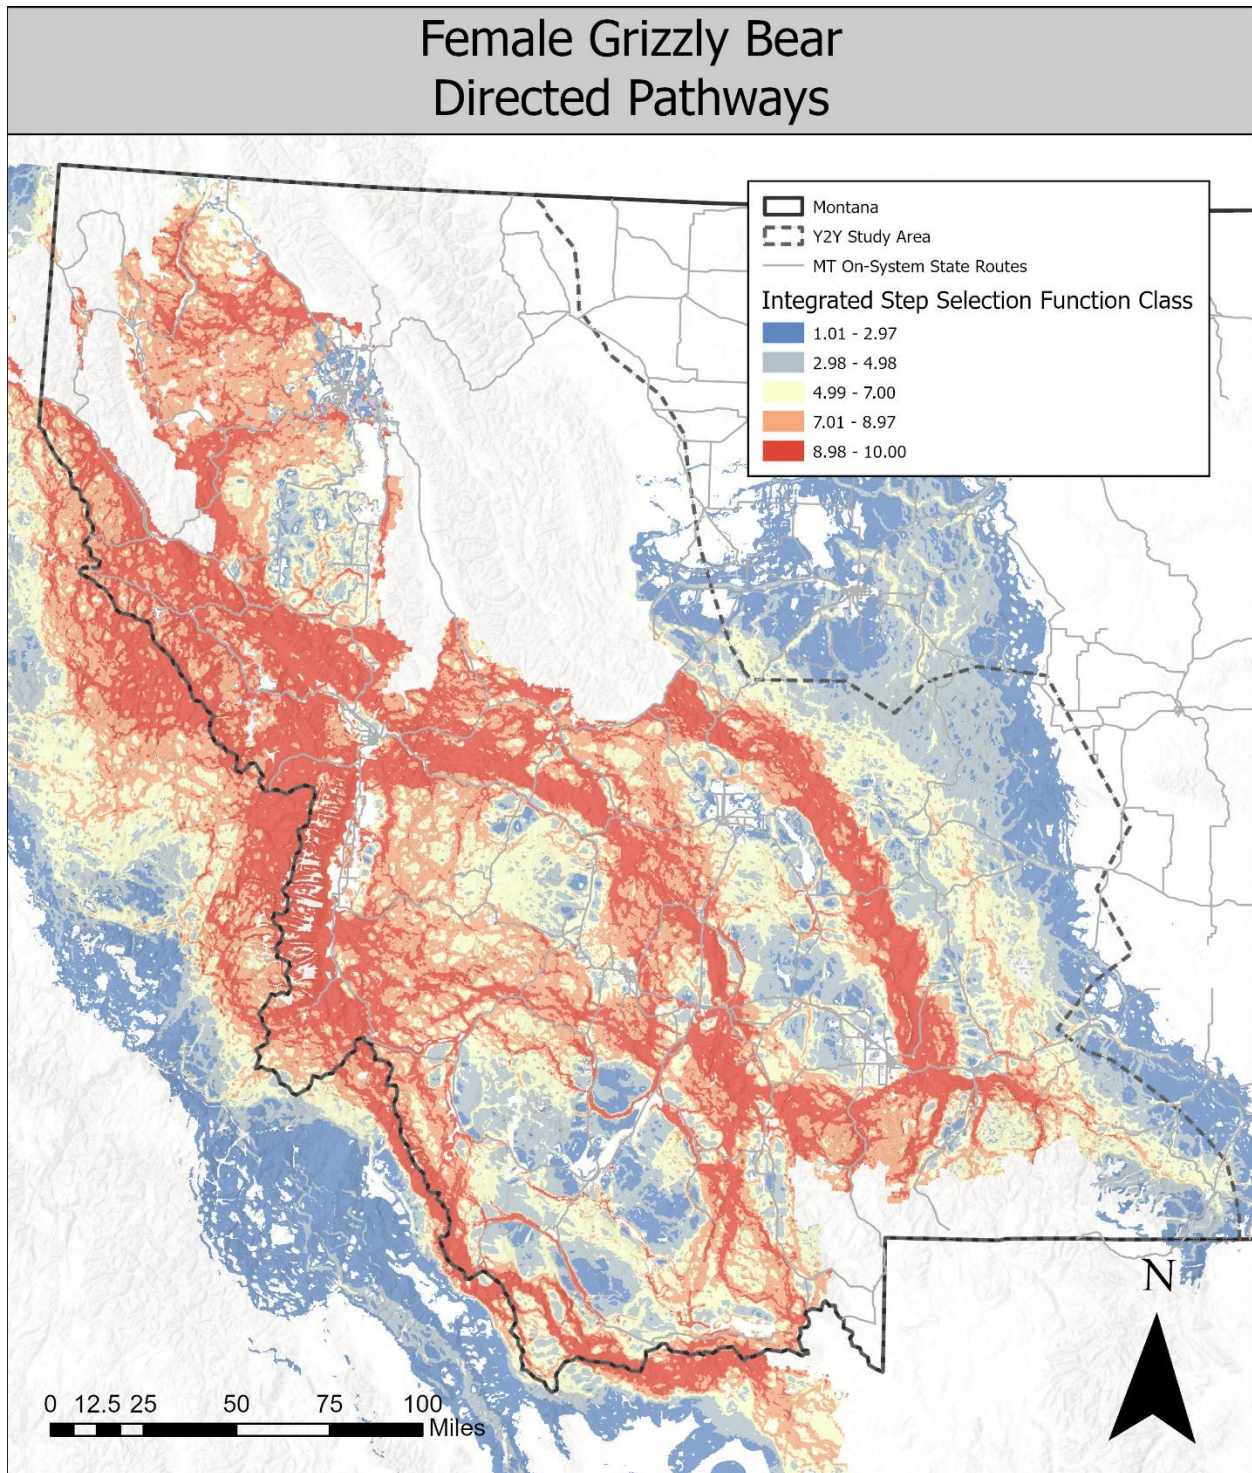 Female Grizzly Bear
Directed Pathways
Montana
Y2Y Study Area
MT On-System State Routes
Integrated Step Selection Function Class
1.01 - 2.97
2.98 - 4.98
4.99 - 7.00
7.01 - 8.97
8.98 - 10.00
N
0 12.5 25 50 75 100
Miles